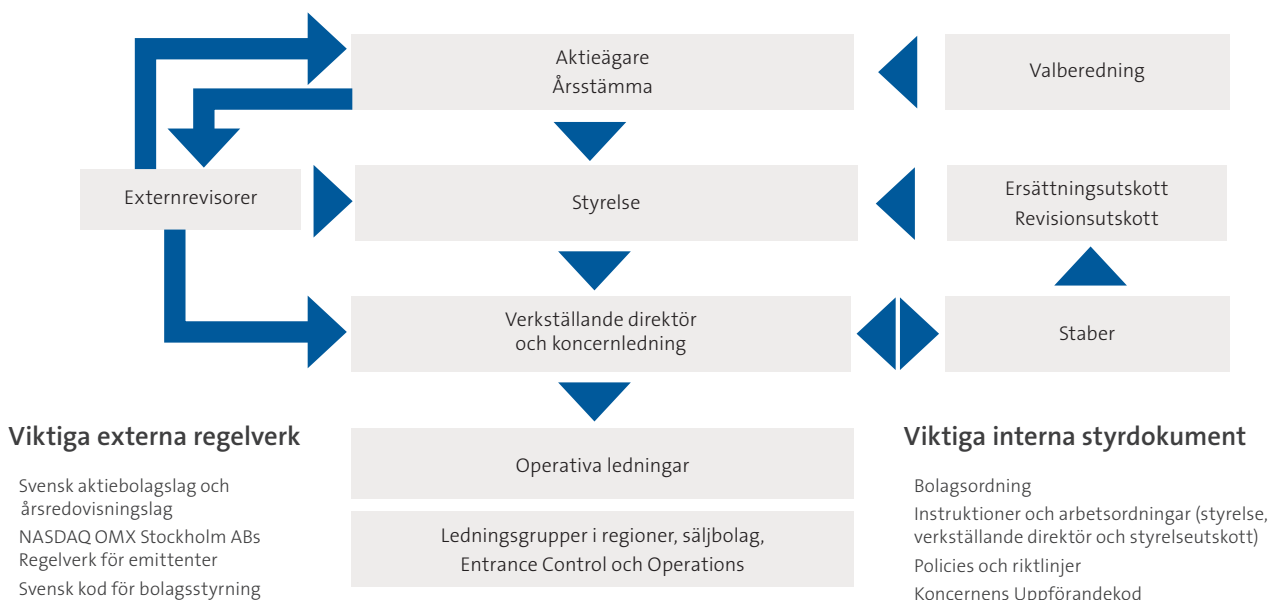 Aktieägare
Årsstämma
Valberedning
Externrevisorer
Styrelse
Ersättningsutskott
Revisionsutskott
Verkställande direktör
och koncernledning
Staber
Viktiga externa regelverk
Svensk aktiebolagslag och
årsredovisningslag
NASDAQ OMX Stockholm ABs
Regelverk för emittenter
Svensk kod för bolagsstyrning
Operativa ledningar
Ledningsgrupper i regioner, säljbolag,
Entrance Control och Operations
Viktiga interna styrdokument
Bolagsordning
Instruktioner och arbetsordningar (styrelse,
verkställande direktör och styrelseutskott)
Policies och riktlinjer
Koncernens Uppförandekod